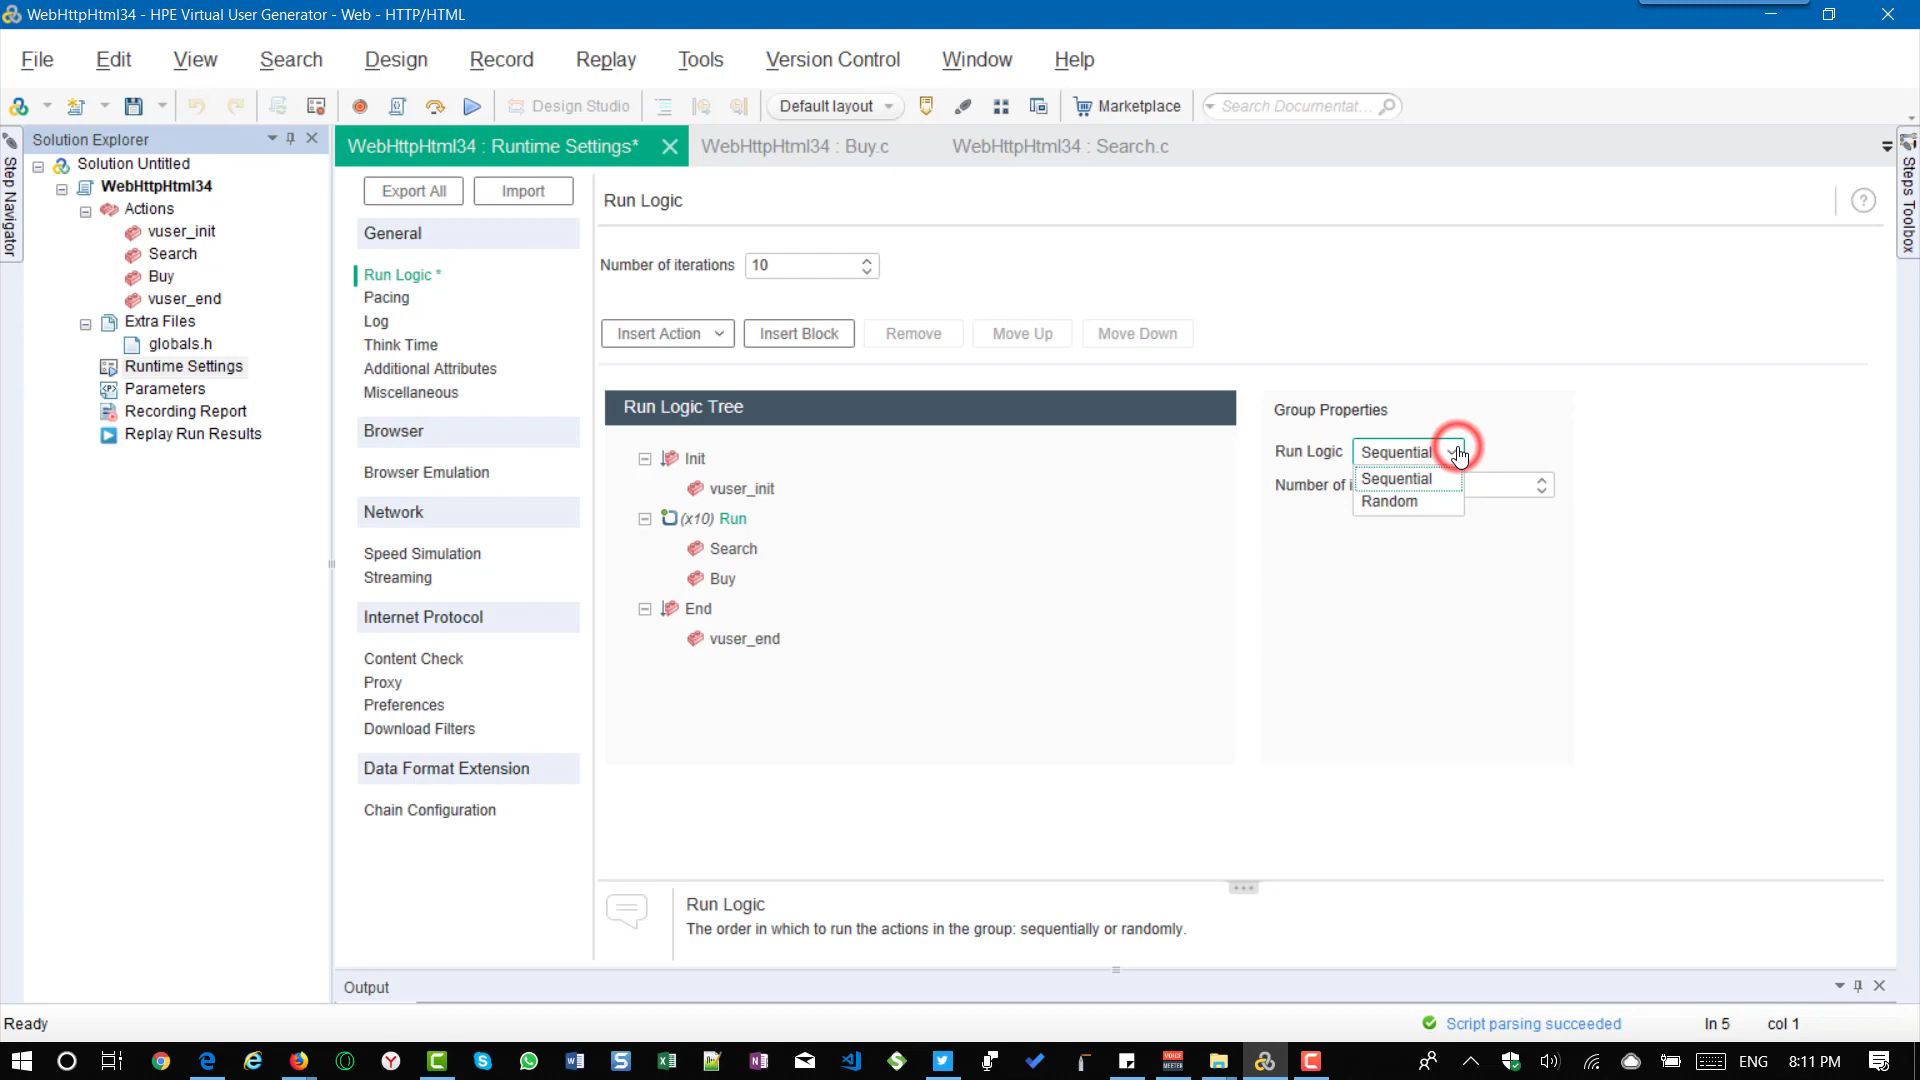 WebHttpHtml34 - HPE Virtual User Generator - Web - HTTP/HTML
File Edit View Search Design Record Replay Tools Version Control Window Help
Design Studio Default layout Marketplace Search Documentat...
Step Navigator
Solution Explorer
Solution Untitled
WebHttpHtml34
Actions
vuser_init
Search
Buy
vuser_end
Extra Files
globals.h
Runtime Settings
Parameters
Recording Report
Replay Run Results
WebHttpHtml34 : Runtime Settings*
WebHttpHtml34 : Buy.c
WebHttpHtml34 : Search.c
Steps Toolbox
Export All
Import
General
Run Logic *
Pacing
Log
Think Time
Additional Attributes
Miscellaneous
Browser
Browser Emulation
Network
Speed Simulation
Streaming
Internet Protocol
Content Check
Proxy
Preferences
Download Filters
Data Format Extension
Chain Configuration
Run Logic
?
Number of iterations 10
Insert Action
Insert Block
Remove
Move Up
Move Down
Run Logic Tree
Init
vuser_init
(x10) Run
Search
Buy
End
vuser_end
Group Properties
Run Logic Sequential
Sequential
Random
Number of i
Run Logic
The order in which to run the actions in the group: sequentially or randomly.
Output
Ready
Script parsing succeeded
ln 5
col 1
ENG
8:11 PM